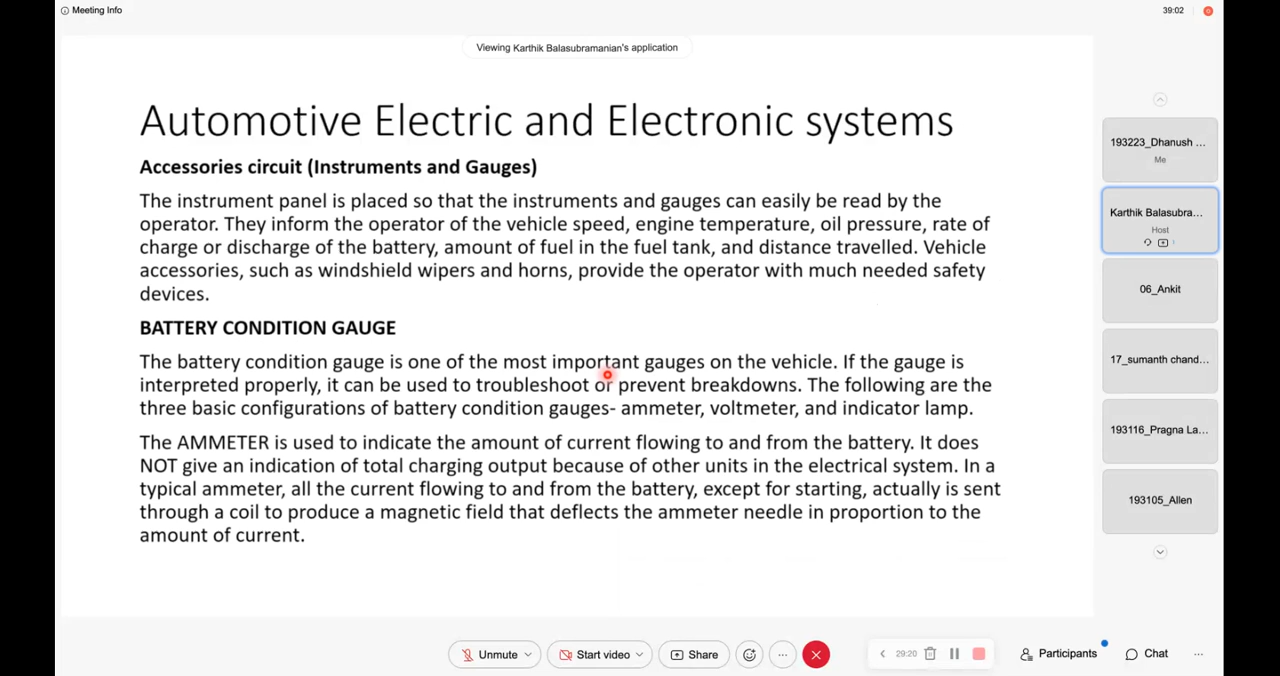 Meeting Info
39:02
Viewing Karthik Balasubramanian's application
Automotive Electric and Electronic systems
Accessories circuit (Instruments and Gauges)
The instrument panel is placed so that the instruments and gauges can easily be read by the
operator. They inform the operator of the vehicle speed, engine temperature, oil pressure, rate of
charge or discharge of the battery, amount of fuel in the fuel tank, and distance travelled. Vehicle
accessories, such as windshield wipers and horns, provide the operator with much needed safety
devices.
BATTERY CONDITION GAUGE
The battery condition gauge is one of the most important gauges on the vehicle. If the gauge is
interpreted properly, it can be used to troubleshoot or prevent breakdowns. The following are the
three basic configurations of battery condition gauges- ammeter, voltmeter, and indicator lamp.
The AMMETER is used to indicate the amount of current flowing to and from the battery. It does
NOT give an indication of total charging output because of other units in the electrical system. In a
typical ammeter, all the current flowing to and from the battery, except for starting, actually is sent
through a coil to produce a magnetic field that deflects the ammeter needle in proportion to the
amount of current.
193223_Dhanush ...
Me
Karthik Balasubra...
Host
06_Ankit
17_sumanth chand...
193116_Pragna La...
193105_Allen
Unmute
Start video
Share
29:20
Participants
Chat